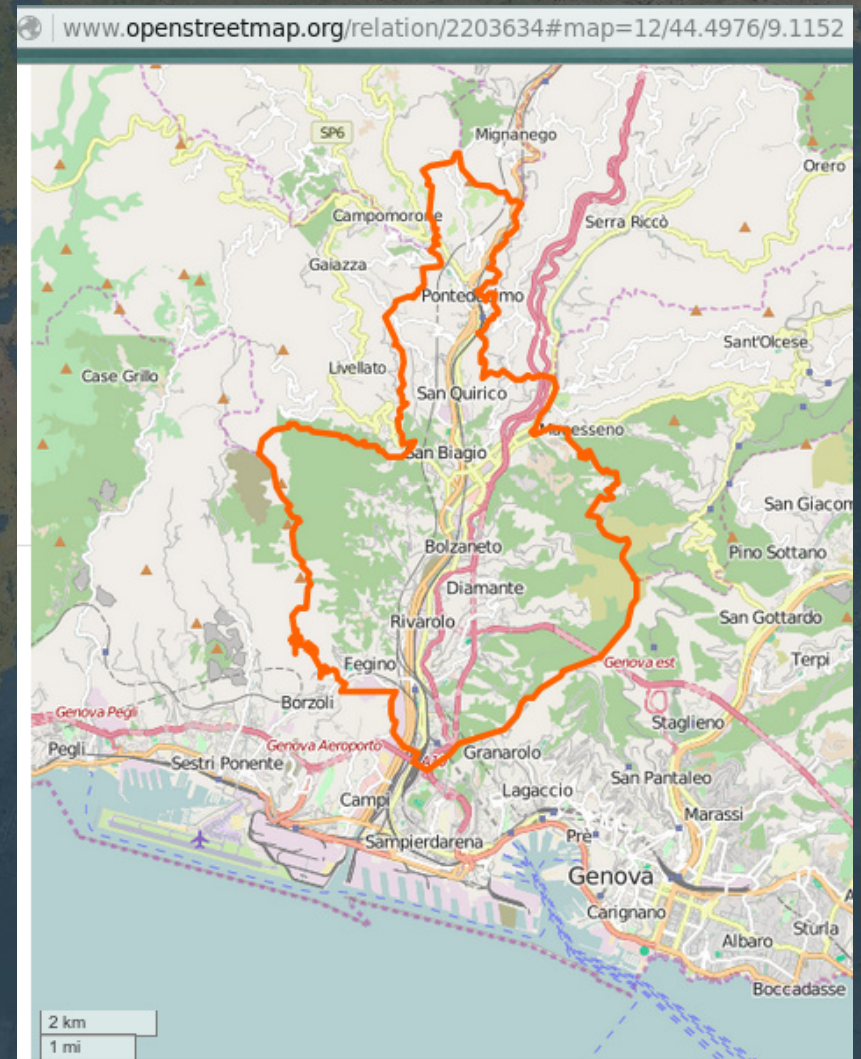 www.openstreetmap.org/relation/2203634#map=12/44.4976/9.1152
SP6
Mignanego
Orero
Campomorone
Serra Riccò
Gaiazza
Sant'Olcese
Livellato
Case Grillo
San Quirico
San Biagio
San Giacom
Bolzaneto
Pino Sottano
Diamante
Rivarolo
San Gottardo
Fegino
Genova est
Terpi
Borzoli
Genova Pegli
Staglieno
Pegli
Genova Aeroporto
Granarolo
Sestri Ponente
San Pantaleo
Lagaccio
Campi
Marassi
Sampierdarena
Prè
Genova
Carignano
Sturla
Albaro
Boccadasse
2 km
1 mi